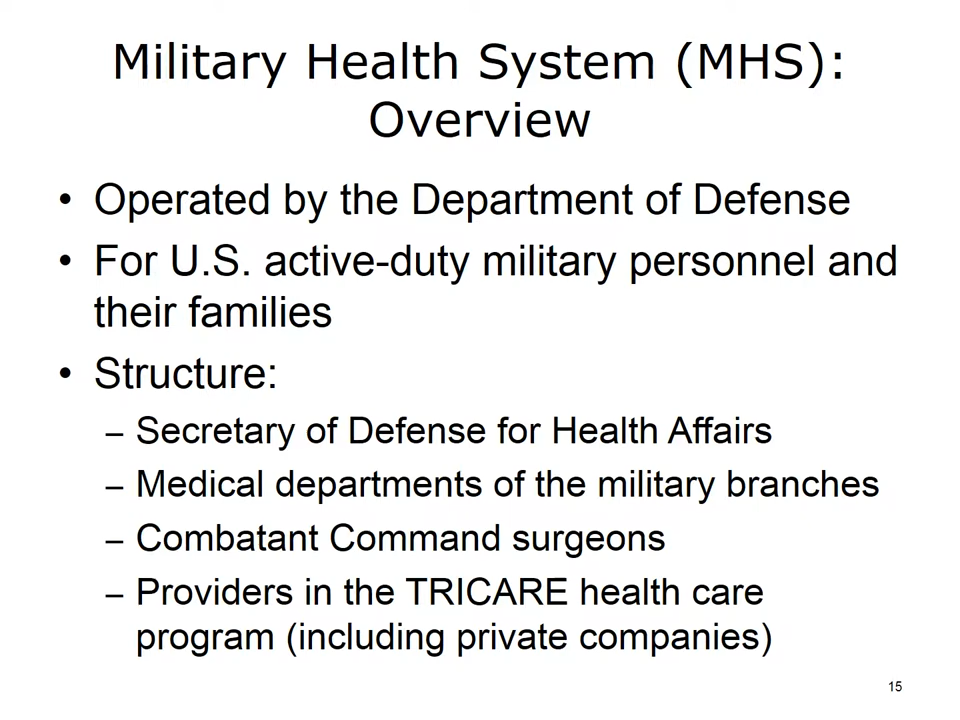 Military Health System (MHS):
Overview
• Operated by the Department of Defense
• For U.S. active-duty military personnel and
their families
• Structure:
– Secretary of Defense for Health Affairs
– Medical departments of the military branches
– Combatant Command surgeons
– Providers in the TRICARE health care
program (including private companies)
15